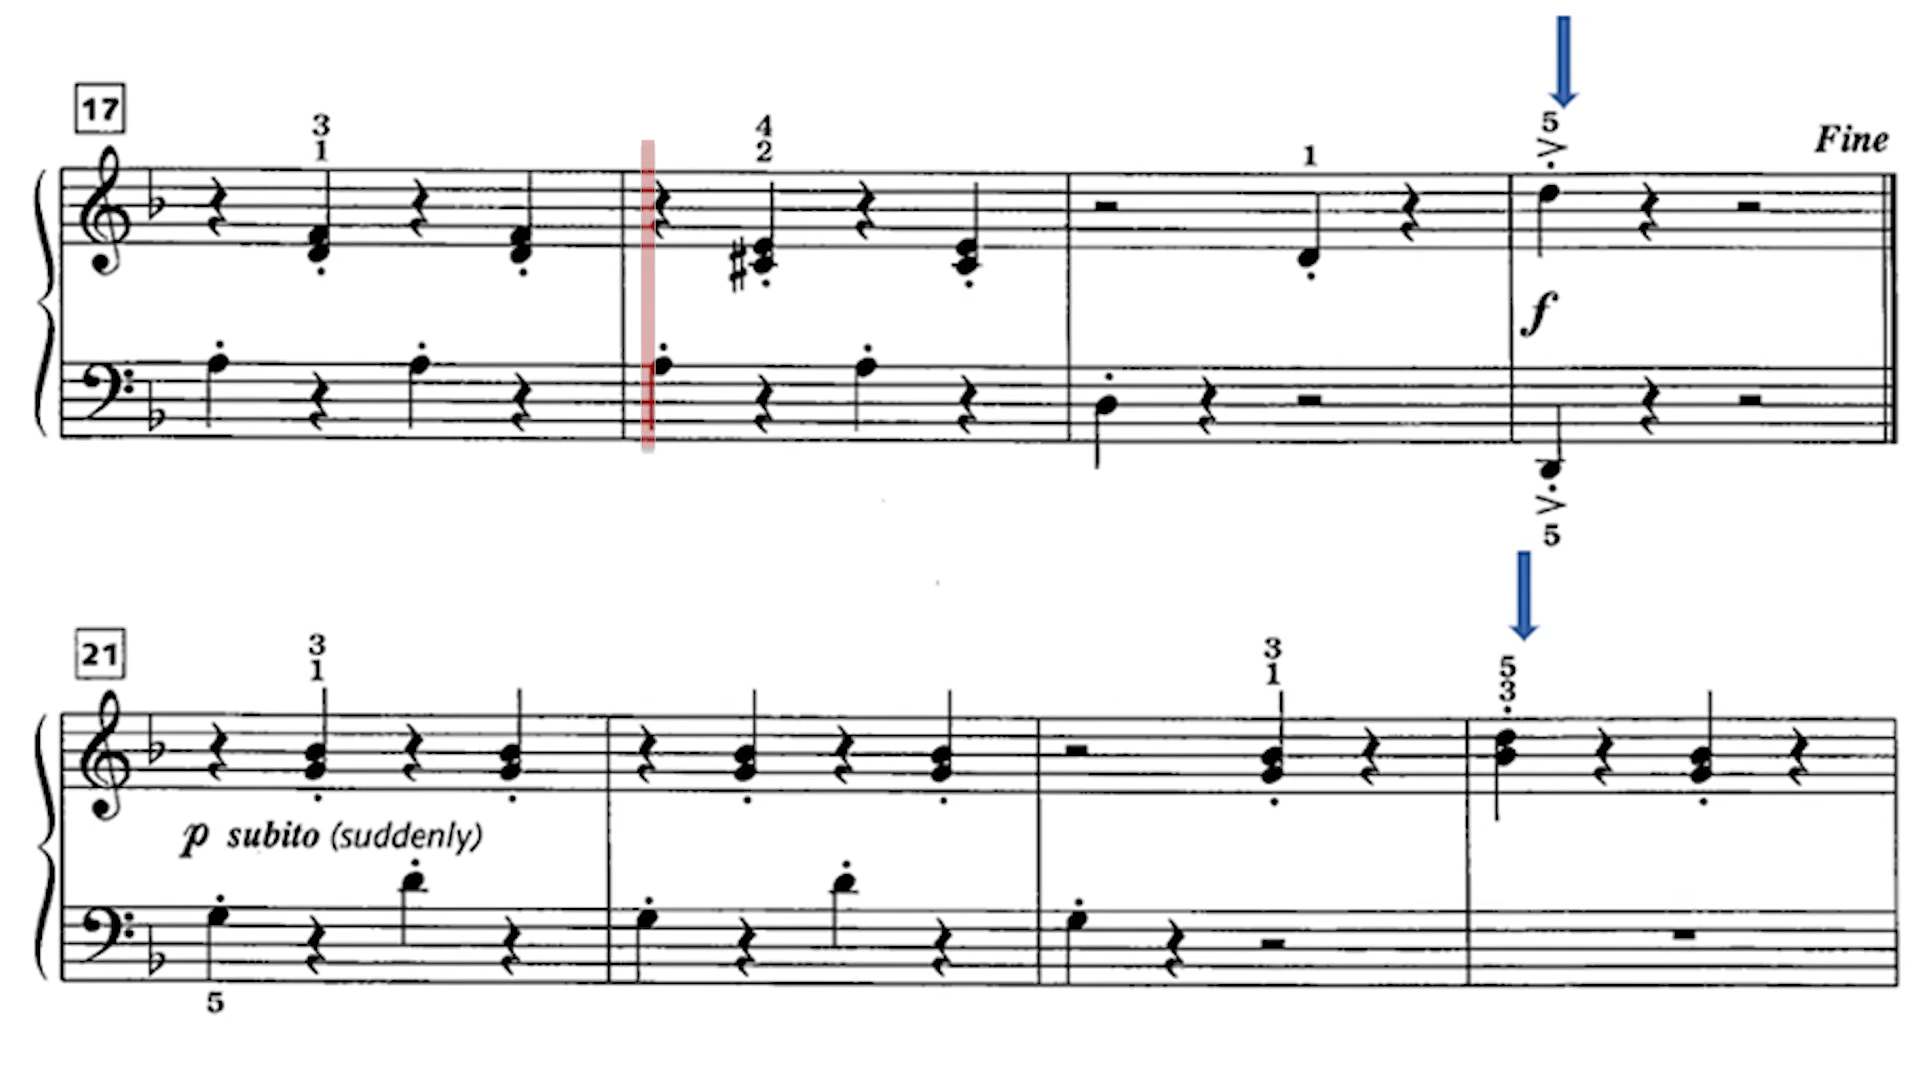 17
3 4 5
1 2 1 Fine
f
5
21
3 3 5
1 1 3
p subito (suddenly)
5